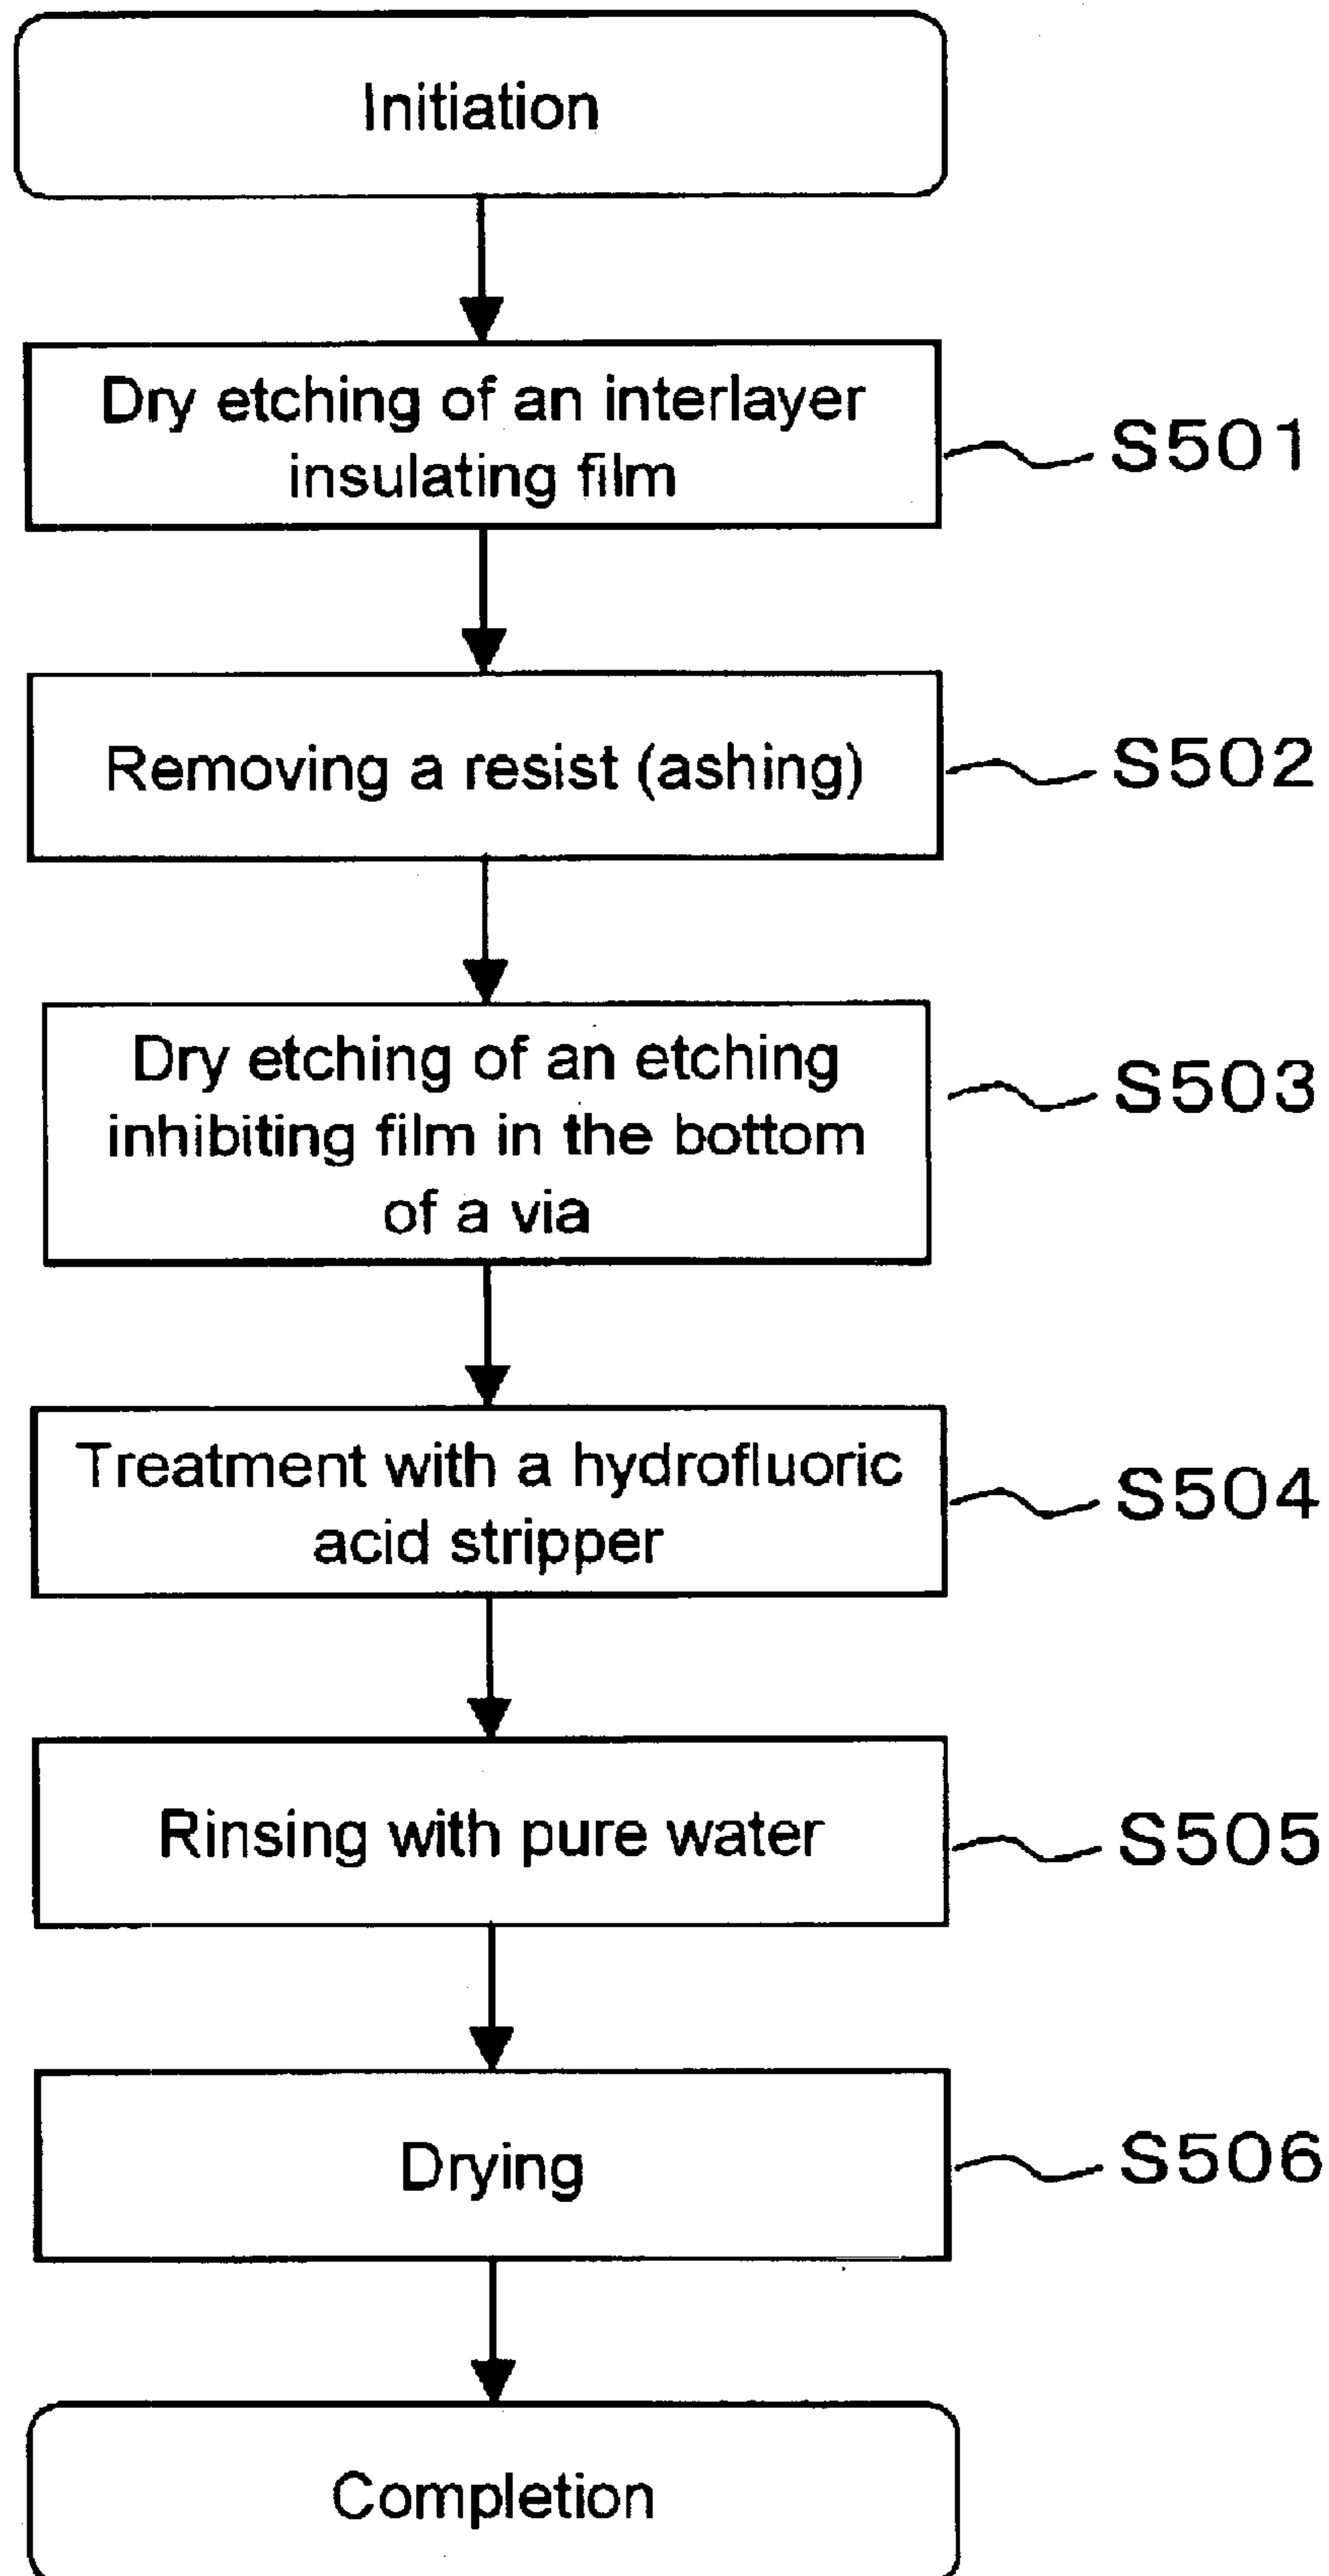 Initiation
Dry etching of an interlayer
insulating film
S501
Removing a resist (ashing)
S502
Dry etching of an etching
inhibiting film in the bottom
of a via
S503
Treatment with a hydrofluoric
acid stripper
S504
Rinsing with pure water
S505
Drying
S506
Completion